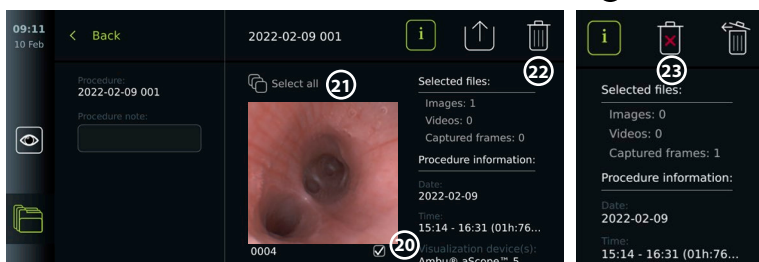 09:11
10 Feb
Back
Procedure:
2022-02-09 001
Procedure note:
2022-02-09 001
i
22
Select all
21
0004
20
Selected files:
Images: 1
Videos: 0
Captured frames: 0
Procedure information:
Date:
2022-02-09
Time:
15:14 - 16:31 (01h:76...
Visualization device(s):
Ambu® aScope™ 5
i
23
Selected files:
Images: 0
Videos: 0
Captured frames: 1
Procedure information:
Date:
2022-02-09
Time:
15:14 - 16:31 (01h:76...